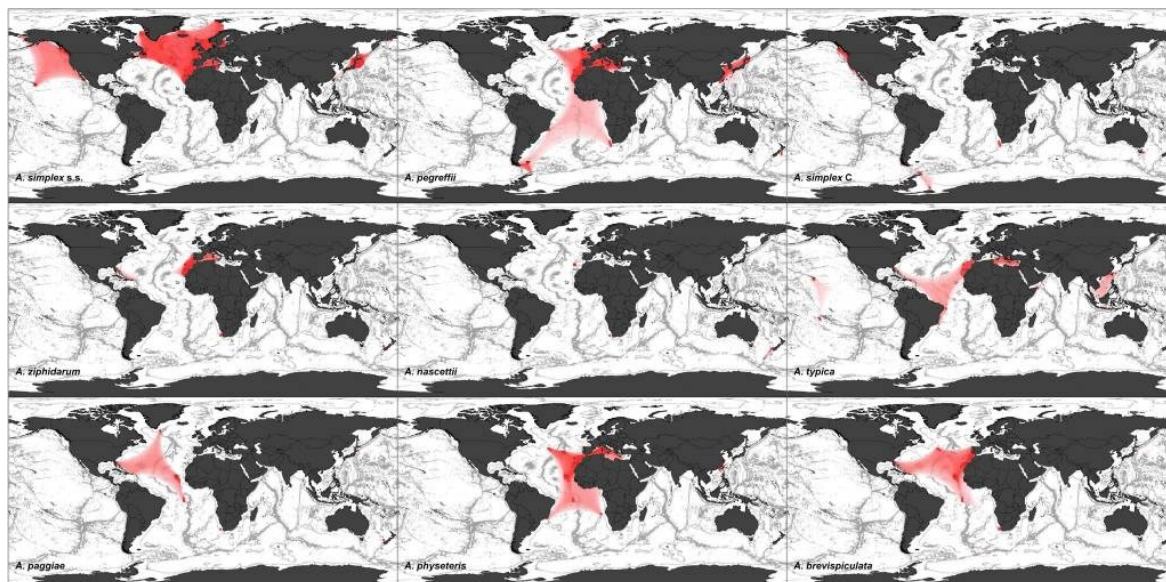 A. simplex s.s.
A. pegreffii
A. simplex C
A. ziphidarum
A. nascettii
A. typica
A. paggiae
A. physeteris
A. brevispiculata